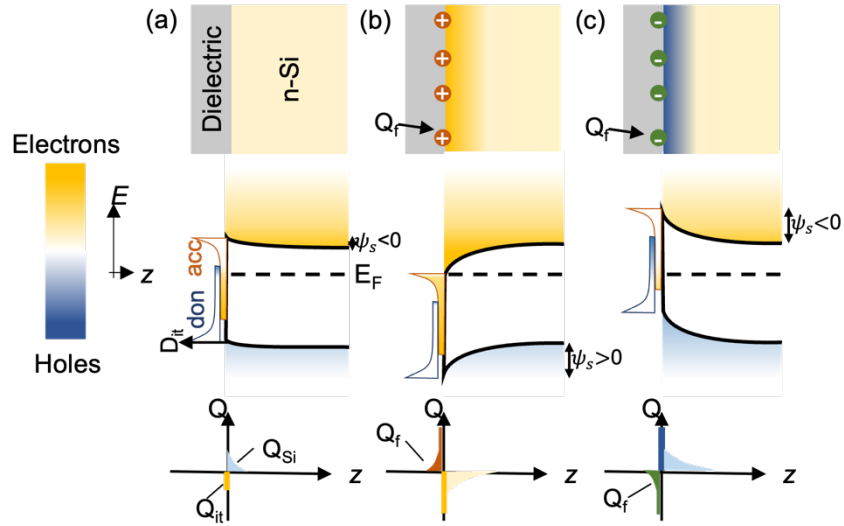 (a)
(b)
(c)
Dielectric
n-Si
+
+
+
+
Q_f
-
-
-
-
Q_f
Electrons
E
z
Holes
acc
don
D_it
ψ_s<0
E_F
ψ_s>0
ψ_s<0
Q
Q_Si
Q_it
z
Q
Q_f
z
Q
Q_f
z